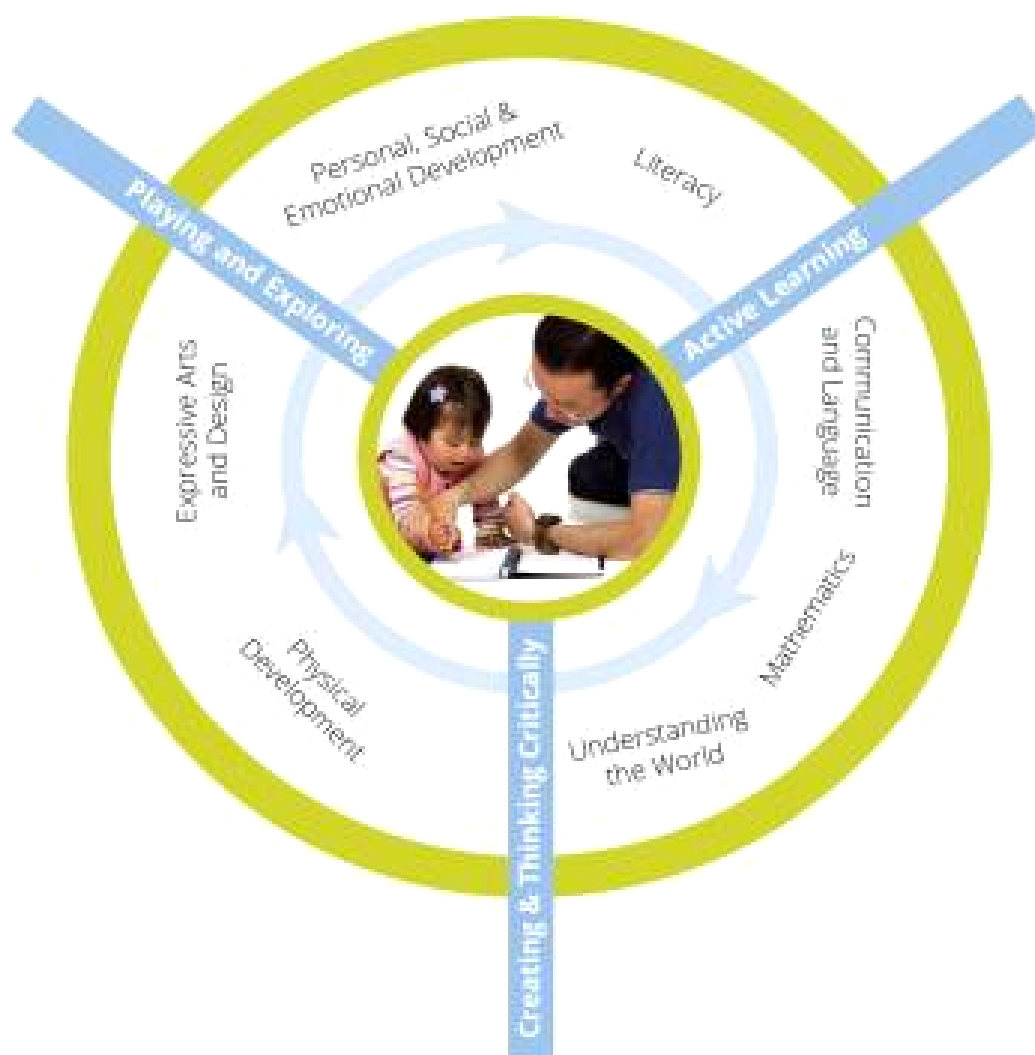 Personal, Social &
Emotional Development
Literacy
Playing and Exploring
Active Learning
Communication
and Language
Expressive Arts
and Design
Mathematics
Physical
Development
Understanding
the World
Creating & Thinking Critically